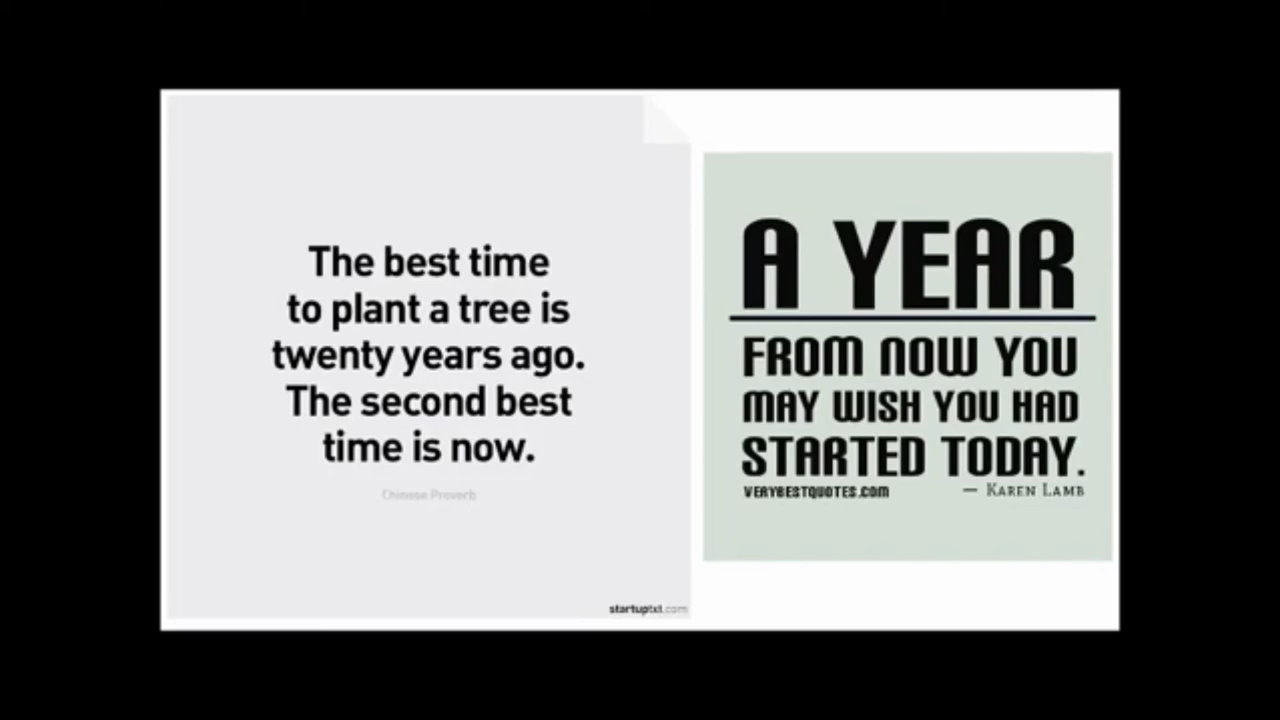 The best time
to plant a tree is
twenty years ago.
The second best
time is now.
Chinese Proverb
startuptxt.com
A YEAR
FROM NOW YOU
MAY WISH YOU HAD
STARTED TODAY.
VERYBESTQUOTES.COM — KAREN LAMB